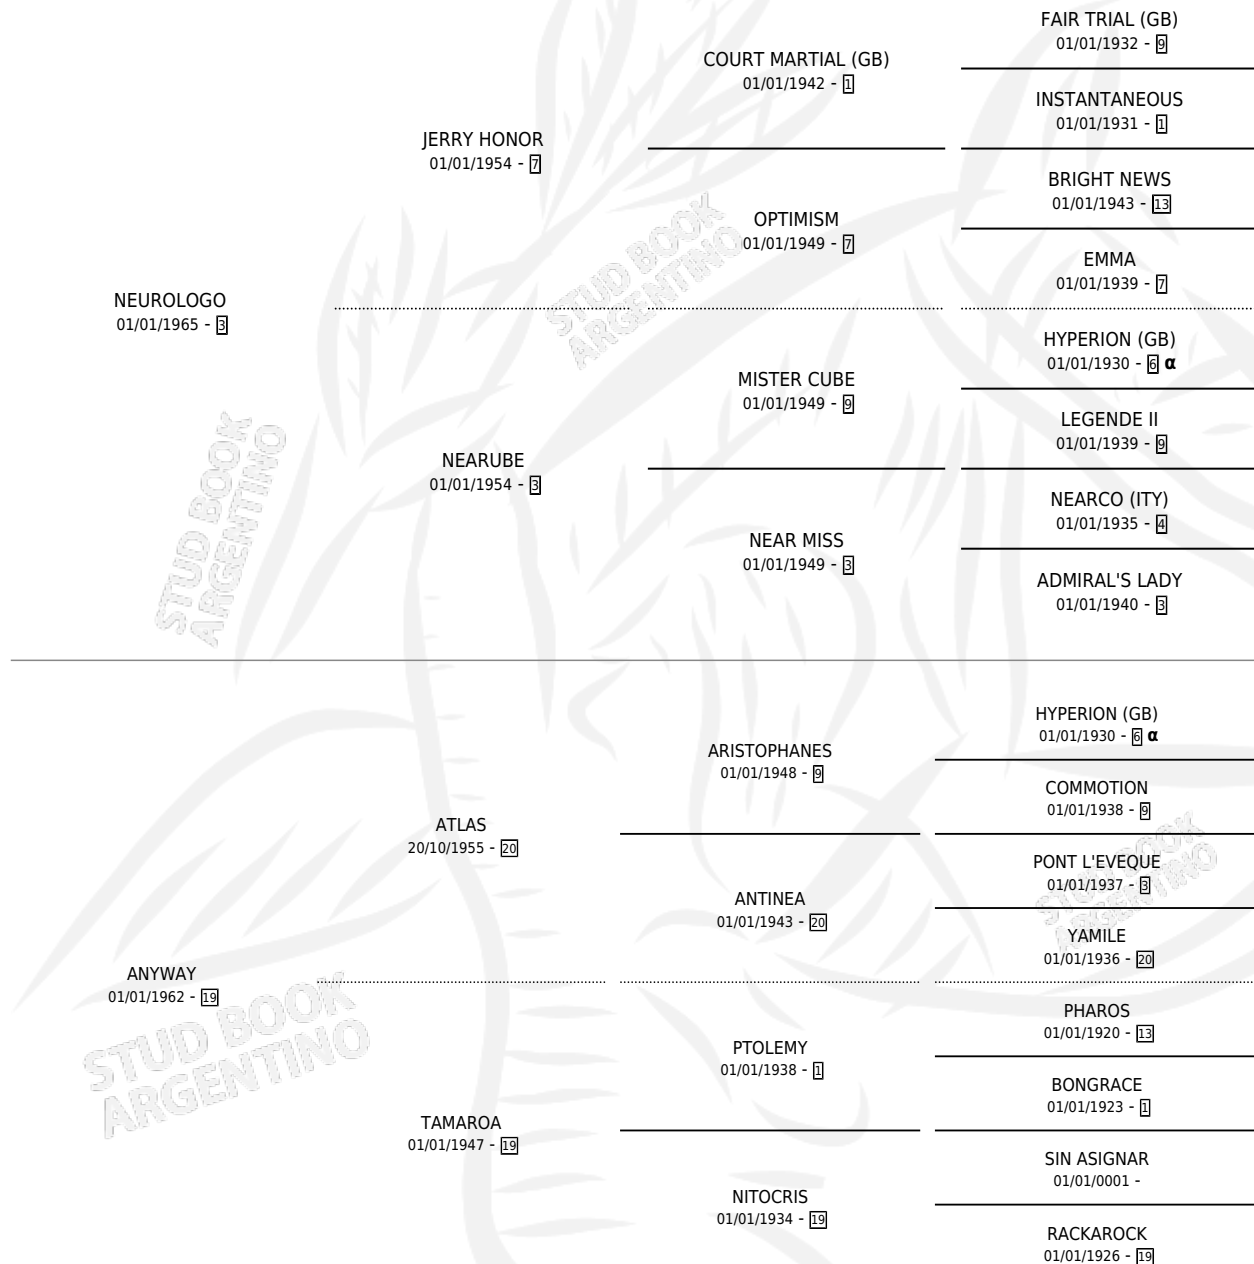 FAIR TRIAL (GB)
01/01/1932 - 9
COURT MARTIAL (GB)
01/01/1942 - 1
INSTANTANEOUS
01/01/1931 - 1
JERRY HONOR
01/01/1954 - 7
BRIGHT NEWS
01/01/1943 - 13
OPTIMISM
01/01/1949 - 7
EMMA
01/01/1939 - 7
NEUROLOGO
01/01/1965 - 3
HYPERION (GB)
01/01/1930 - 6 α
MISTER CUBE
01/01/1949 - 9
LEGENDE II
01/01/1939 - 9
NEARUBE
01/01/1954 - 3
NEARCO (ITY)
01/01/1935 - 4
NEAR MISS
01/01/1949 - 3
ADMIRAL'S LADY
01/01/1940 - 3
HYPERION (GB)
01/01/1930 - 6 α
ARISTOPHANES
01/01/1948 - 9
COMMOTION
01/01/1938 - 9
ATLAS
20/10/1955 - 20
PONT L'EVEQUE
01/01/1937 - 3
ANTINEA
01/01/1943 - 20
YAMILE
01/01/1936 - 20
ANYWAY
01/01/1962 - 19
PHAROS
01/01/1920 - 13
PTOLEMY
01/01/1938 - 1
BONGRACE
01/01/1923 - 1
TAMAROA
01/01/1947 - 19
SIN ASIGNAR
01/01/0001 -
NITOCRIS
01/01/1934 - 19
RACKAROCK
01/01/1926 - 19
STUD BOOK
ARGENTINO
STUD BOOK
ARGENTINO
STUD BOOK
ARGENTINO
STUD BOOK
ARGENTINO